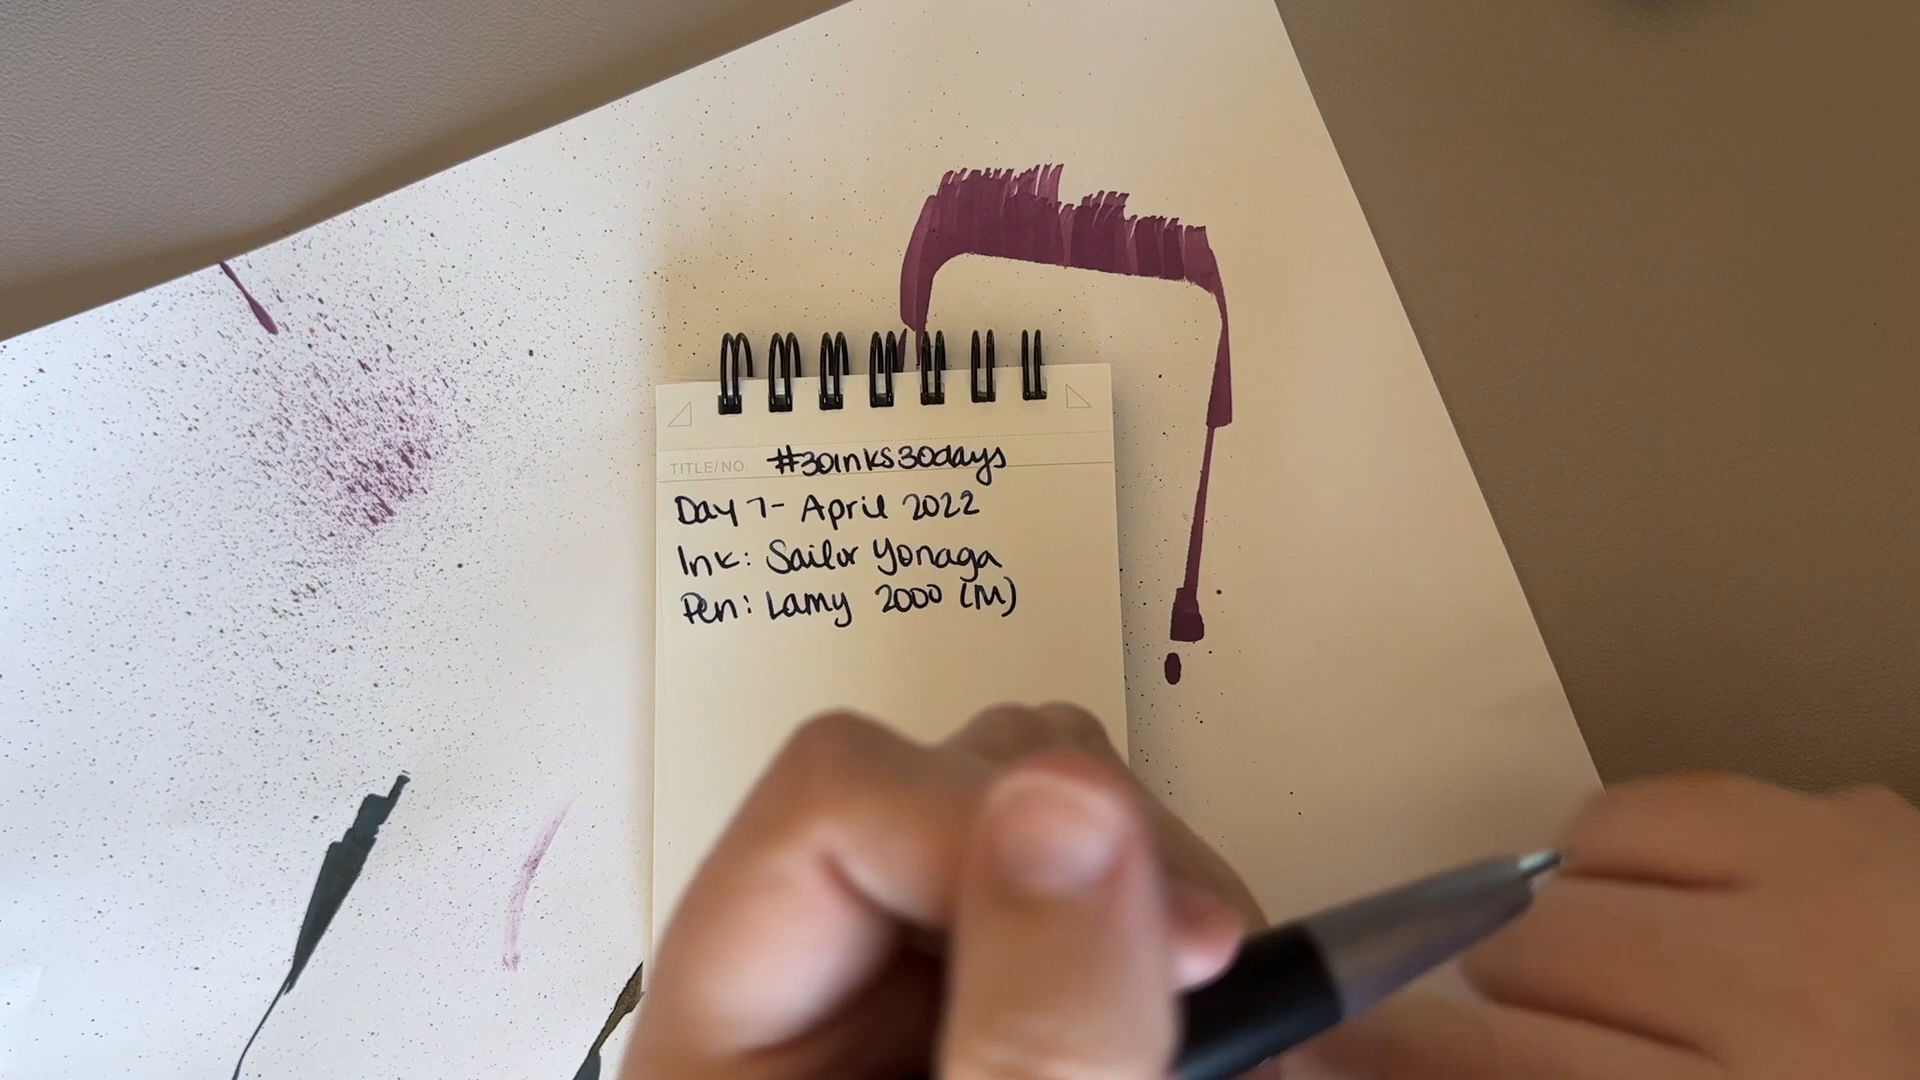 TITLE/NO. #30inks30days
Day 7- April 2022
Ink: Sailor Yonaga
Pen: Lamy 2000 (M)